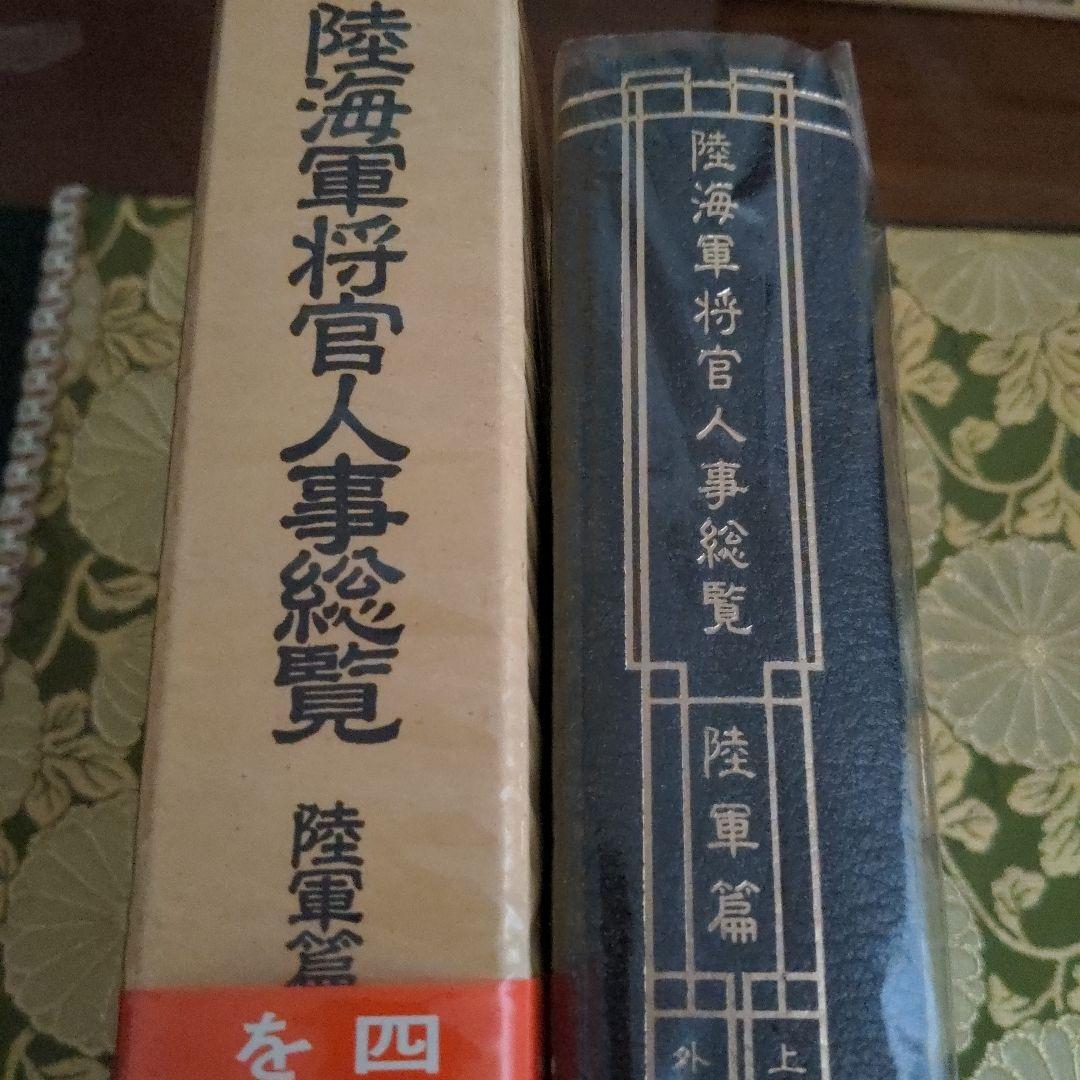 陸海軍将官人事総覧
陸軍篇
四
を
陸海軍将官人事総覧
陸軍篇
上
外